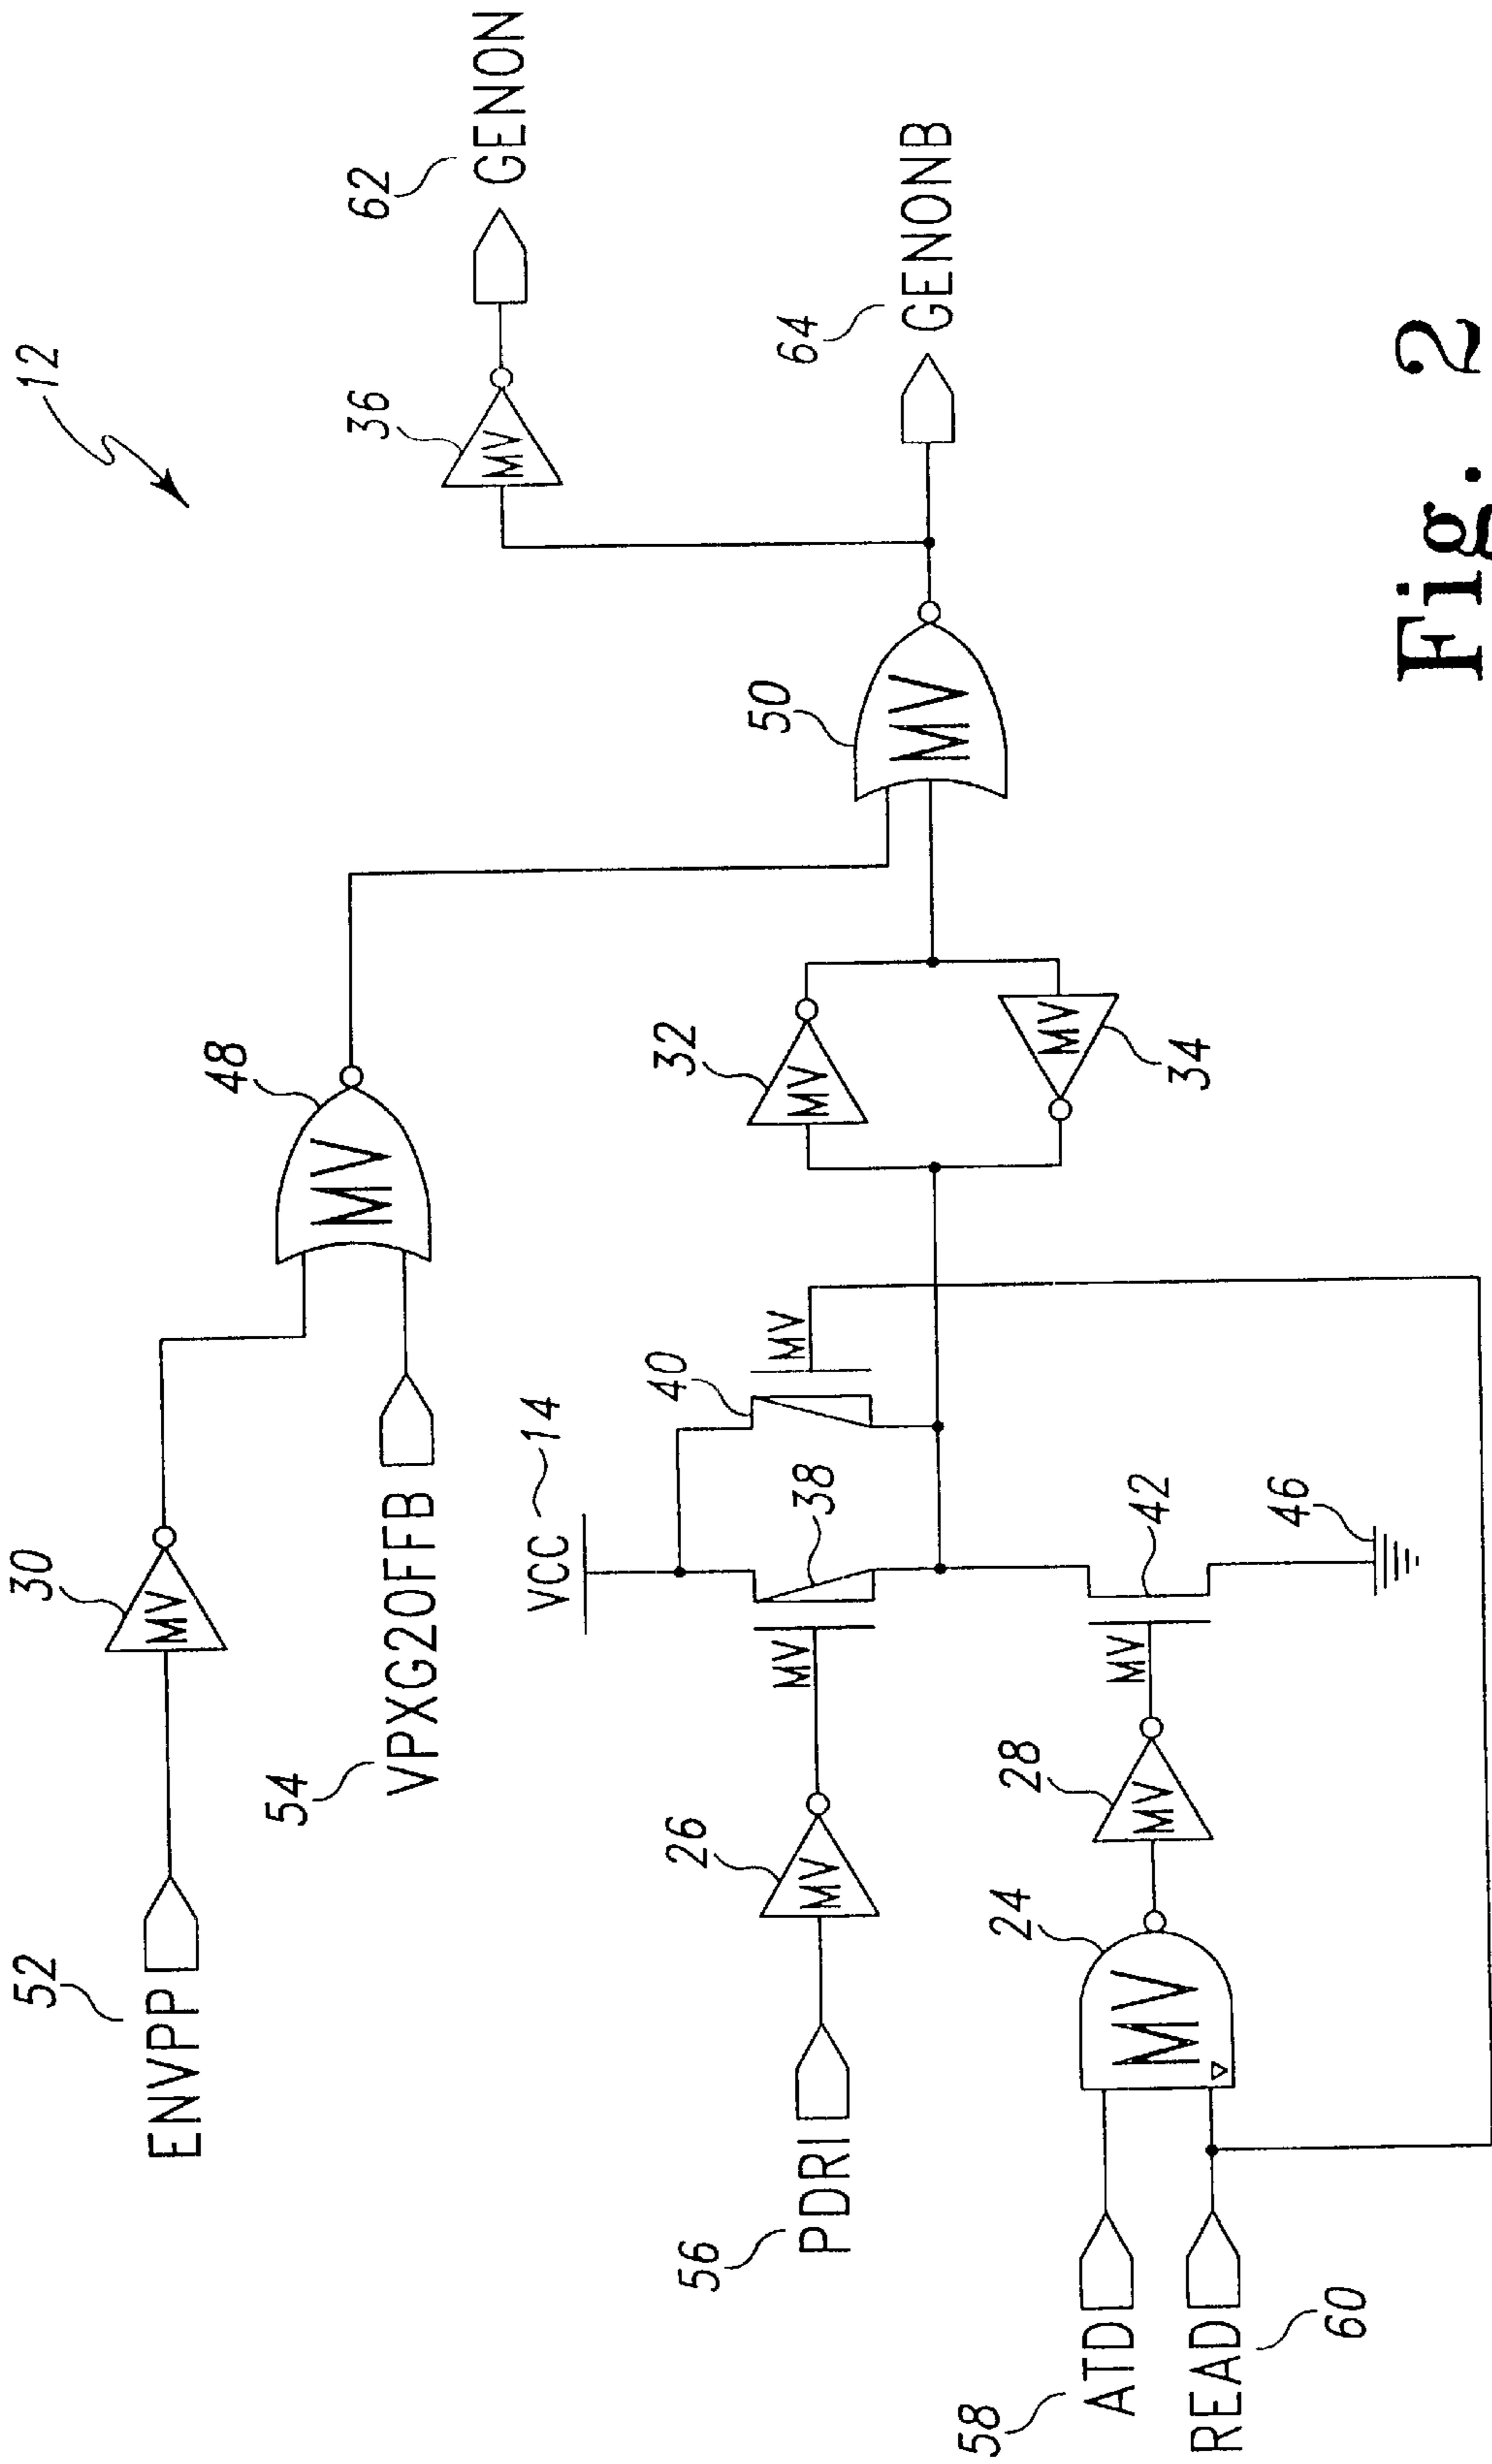 12
52
ENVPP
30
MV
54
VPXG2OFFB
48
MV
36
MV
62
GENON
VCC
14
56
PDRI
26
MV
MV
38
40
MV
32
MV
MV
34
50
MV
64
GENONB
58
ATD
READ
60
24
MV
28
MV
MV
42
46
Fig. 2